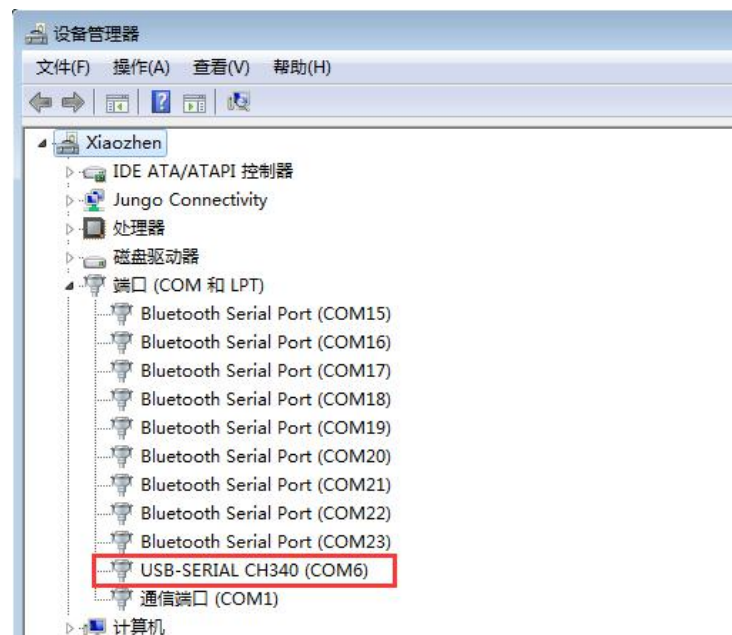 设备管理器
文件(F) 操作(A) 查看(V) 帮助(H)
Xiaozhen
IDE ATA/ATAPI 控制器
Jungo Connectivity
处理器
磁盘驱动器
端口 (COM 和 LPT)
Bluetooth Serial Port (COM15)
Bluetooth Serial Port (COM16)
Bluetooth Serial Port (COM17)
Bluetooth Serial Port (COM18)
Bluetooth Serial Port (COM19)
Bluetooth Serial Port (COM20)
Bluetooth Serial Port (COM21)
Bluetooth Serial Port (COM22)
Bluetooth Serial Port (COM23)
USB-SERIAL CH340 (COM6)
通信端口 (COM1)
计算机